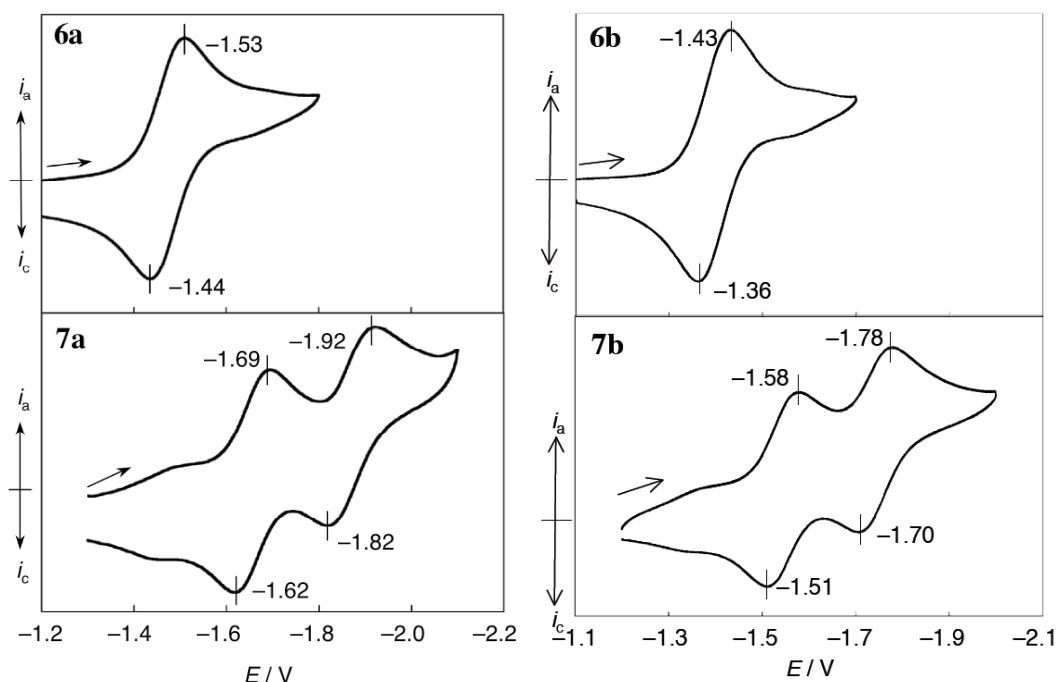 6a
–1.53
i a
i c
–1.44
6b
–1.43
i a
i c
–1.36
7a
–1.69
–1.92
i a
i c
–1.82
–1.62
–1.2 –1.4 –1.6 –1.8 –2.0 –2.2
E / V
7b
–1.58
–1.78
i a
i c
–1.70
–1.51
–1.1 –1.3 –1.5 –1.7 –1.9 –2.1
E / V